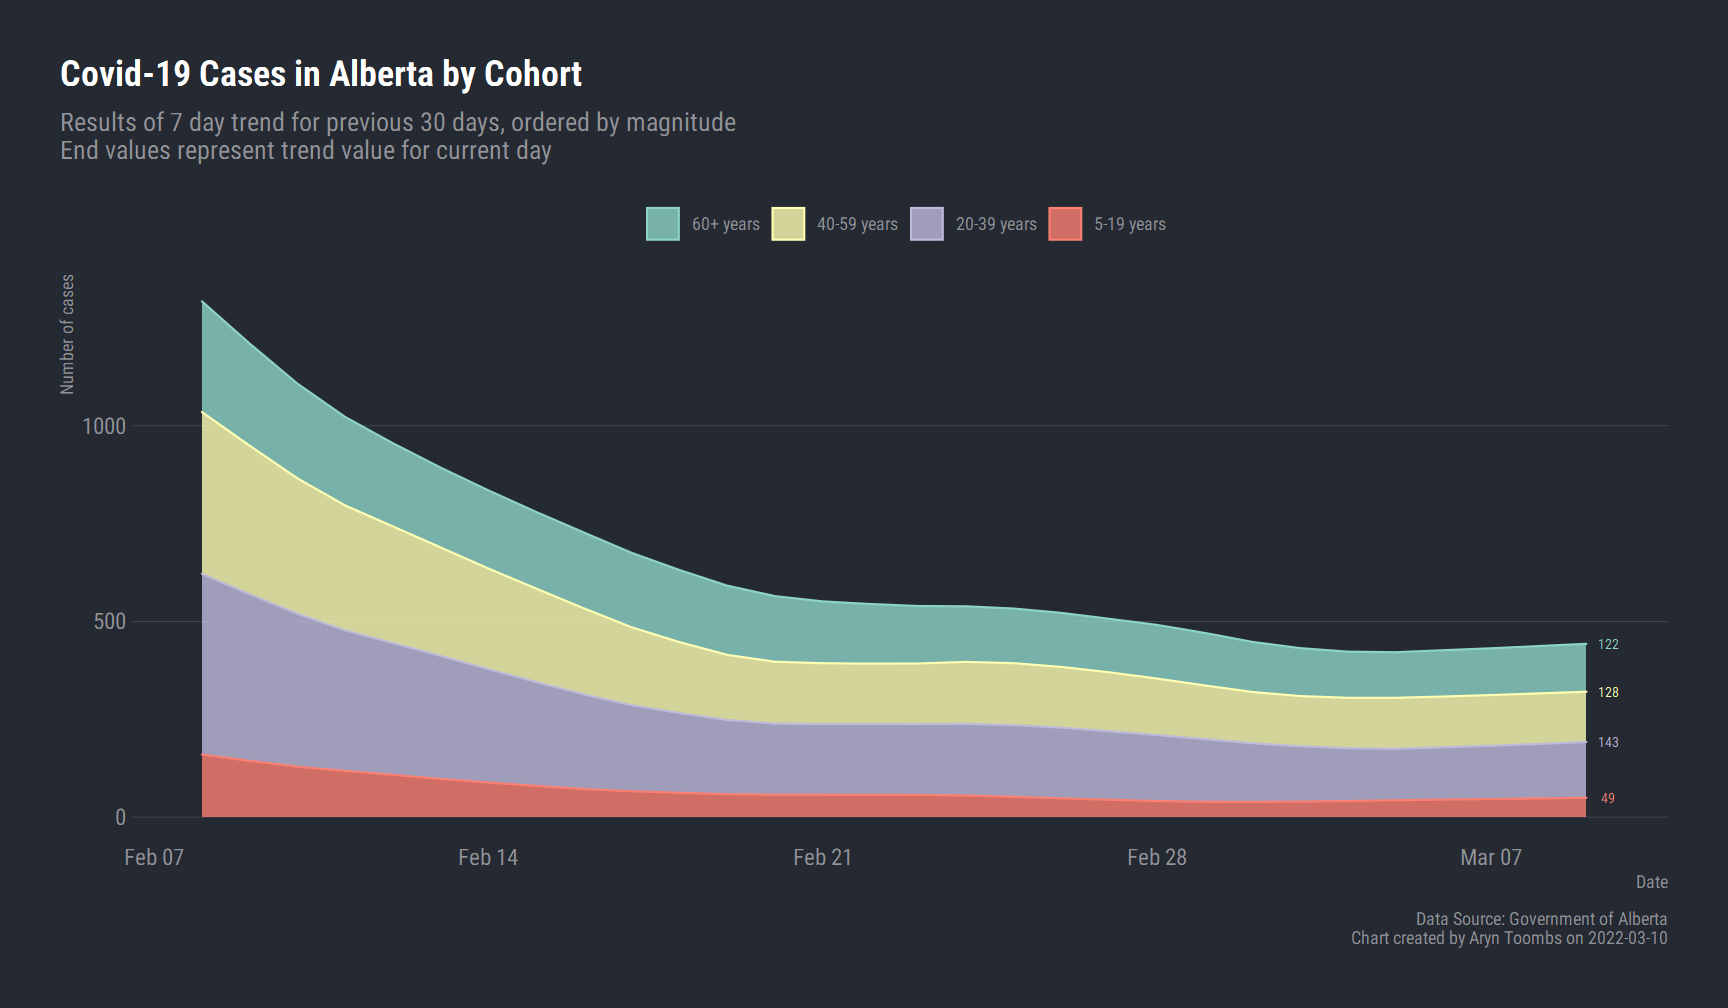 Covid-19 Cases in Alberta by Cohort
Results of 7 day trend for previous 30 days, ordered by magnitude
End values represent trend value for current day
60+ years 40-59 years 20-39 years 5-19 years
Number of cases
1000
500
0
122
128
143
49
Feb 07 Feb 14 Feb 21 Feb 28 Mar 07
Date
Data Source: Government of Alberta
Chart created by Aryn Toombs on 2022-03-10